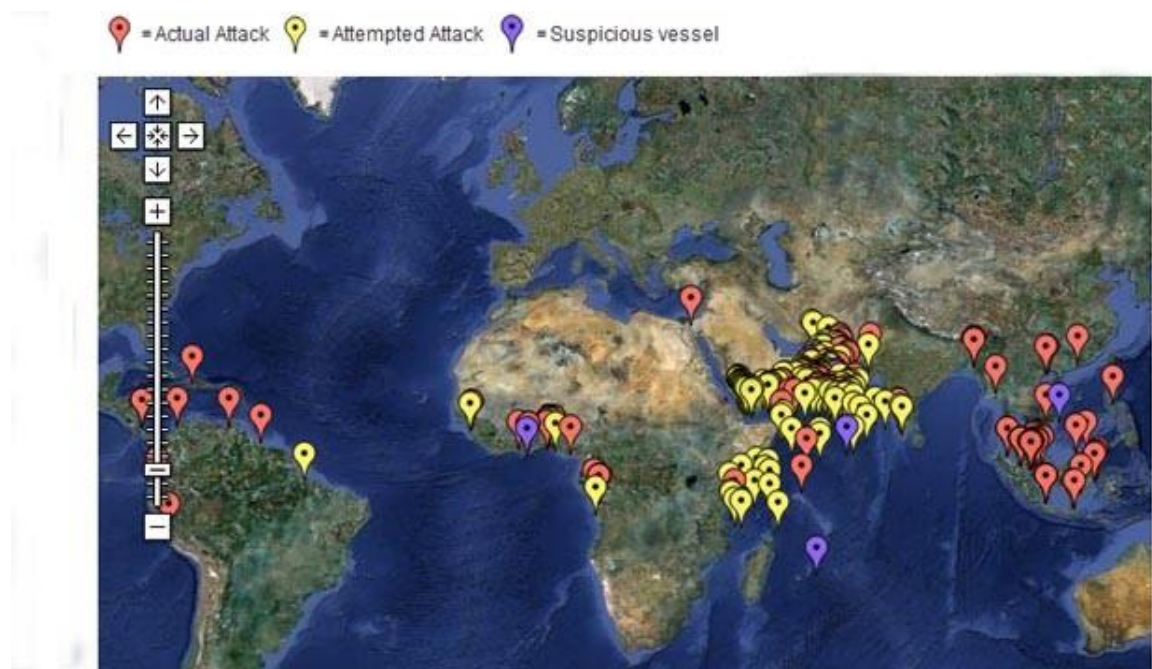 = Actual Attack = Attempted Attack = Suspicious vessel